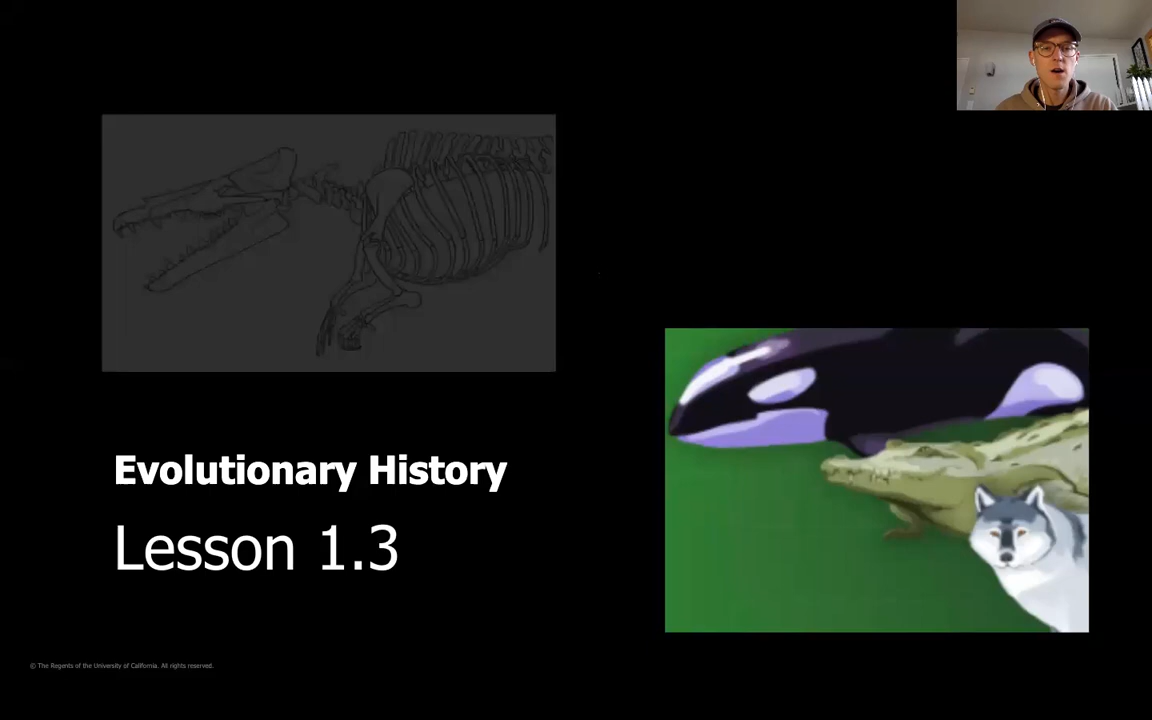 Evolutionary History
Lesson 1.3
© The Regents of the University of California. All rights reserved.